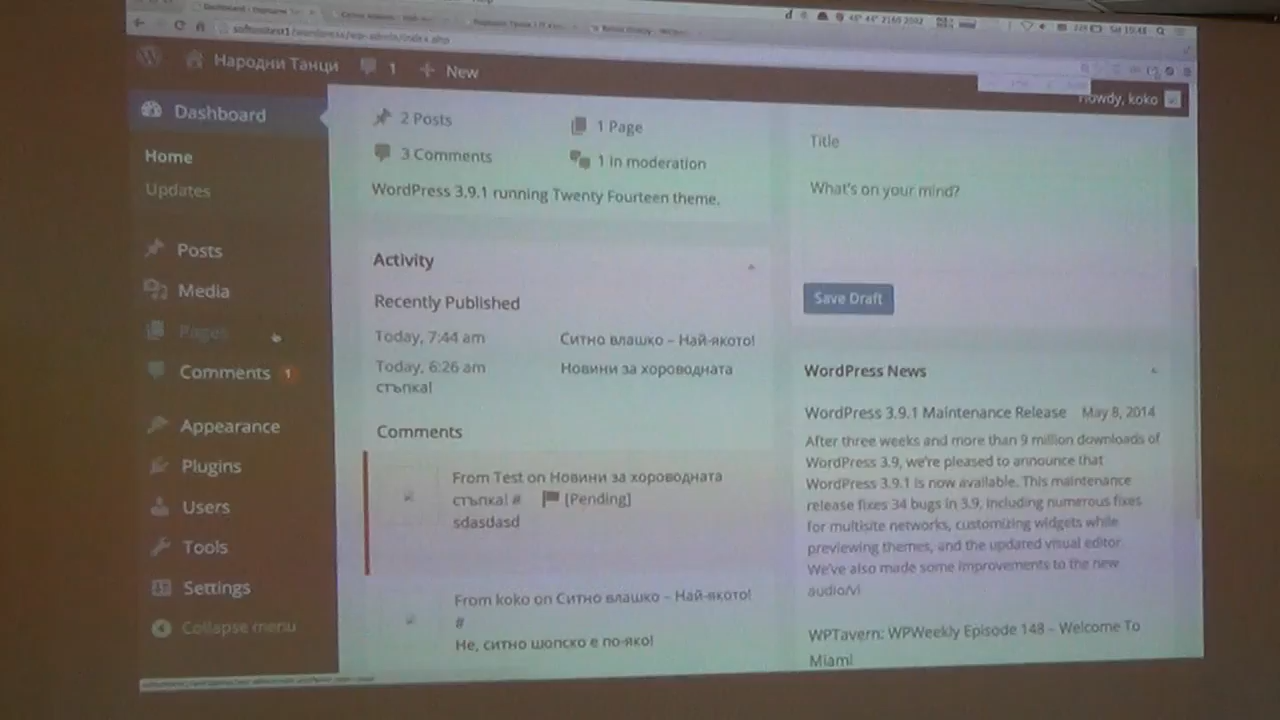 Народни Танци 1 New
howdy, koko
Dashboard
Home
Updates
Posts
Media
Pages
Comments 1
Appearance
Plugins
Users
Tools
Settings
Collapse menu
2 Posts 1 Page
3 Comments 1 in moderation
WordPress 3.9.1 running Twenty Fourteen theme.
Activity
Recently Published
Today, 7:44 am Ситно влашко – Най-якото!
Today, 6:26 am Новини за хороводната
стъпка!
Comments
From Test on Новини за хороводната
стъпка! # [Pending]
sdasdasd
From koko on Ситно влашко – Най-якото!
#
Не, ситно шопско е по-яко!
Title
What's on your mind?
Save Draft
WordPress News
WordPress 3.9.1 Maintenance Release May 8, 2014
After three weeks and more than 9 million downloads of
WordPress 3.9, we're pleased to announce that
WordPress 3.9.1 is now available. This maintenance
release fixes 34 bugs in 3.9, including numerous fixes
for multisite networks, customizing widgets while
previewing themes, and the updated visual editor.
We've also made some improvements to the new
audio/vi
WPTavern: WPWeekly Episode 148 – Welcome To
Miami